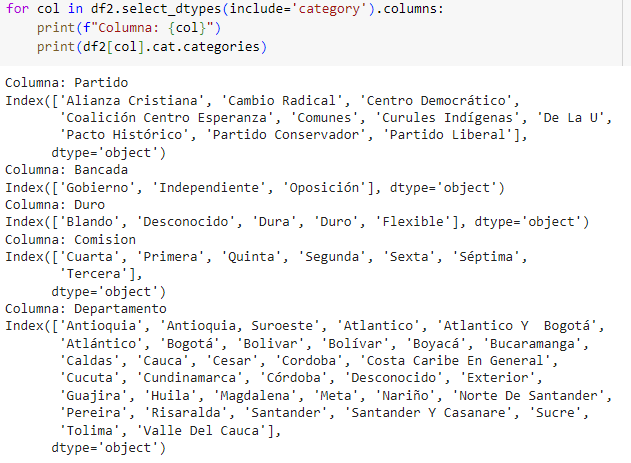 for col in df2.select_dtypes(include='category').columns:
    print(f"Columna: {col}")
    print(df2[col].cat.categories)
Columna: Partido
Index(['Alianza Cristiana', 'Cambio Radical', 'Centro Democrático',
       'Coalición Centro Esperanza', 'Comunes', 'Curules Indígenas', 'De La U',
       'Pacto Histórico', 'Partido Conservador', 'Partido Liberal'],
      dtype='object')
Columna: Bancada
Index(['Gobierno', 'Independiente', 'Oposición'], dtype='object')
Columna: Duro
Index(['Blando', 'Desconocido', 'Dura', 'Duro', 'Flexible'], dtype='object')
Columna: Comision
Index(['Cuarta', 'Primera', 'Quinta', 'Segunda', 'Sexta', 'Séptima',
       'Tercera'],
      dtype='object')
Columna: Departamento
Index(['Antioquia', 'Antioquia, Suroeste', 'Atlantico', 'Atlantico Y  Bogotá',
       'Atlántico', 'Bogotá', 'Bolivar', 'Bolívar', 'Boyacá', 'Bucaramanga',
       'Caldas', 'Cauca', 'Cesar', 'Cordoba', 'Costa Caribe En General',
       'Cucuta', 'Cundinamarca', 'Córdoba', 'Desconocido', 'Exterior',
       'Guajira', 'Huila', 'Magdalena', 'Meta', 'Nariño', 'Norte De Santander',
       'Pereira', 'Risaralda', 'Santander', 'Santander Y Casanare', 'Sucre',
       'Tolima', 'Valle Del Cauca'],
      dtype='object')